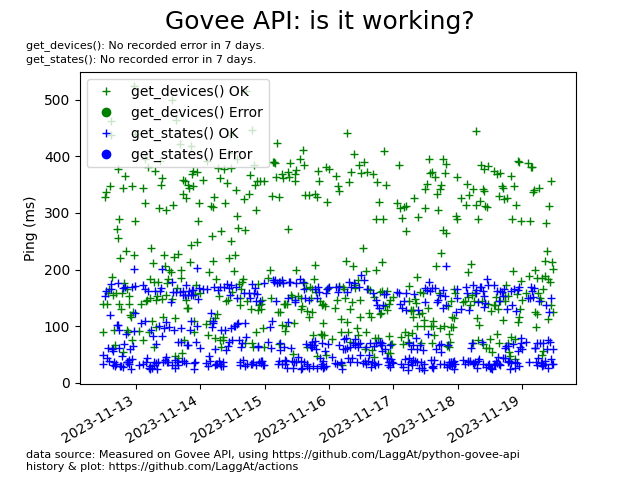 Govee API: is it working?
get_devices(): No recorded error in 7 days.
get_states(): No recorded error in 7 days.
get_devices() OK
get_devices() Error
get_states() OK
get_states() Error
Ping (ms)
500
400
300
200
100
0
2023-11-13
2023-11-14
2023-11-15
2023-11-16
2023-11-17
2023-11-18
2023-11-19
data source: Measured on Govee API, using https://github.com/LaggAt/python-govee-api
history & plot: https://github.com/LaggAt/actions